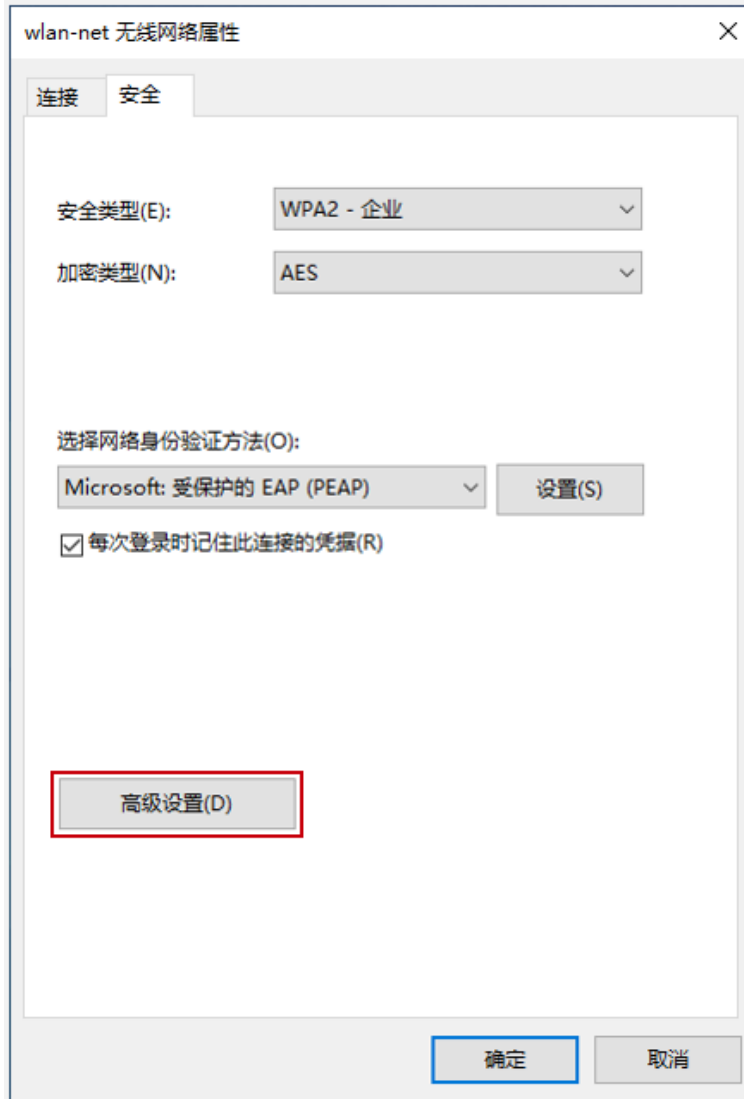 wlan-net 无线网络属性
连接 安全
安全类型(E): WPA2 - 企业
加密类型(N): AES
选择网络身份验证方法(O):
Microsoft: 受保护的 EAP (PEAP) 设置(S)
每次登录时记住此连接的凭据(R)
高级设置(D)
确定 取消